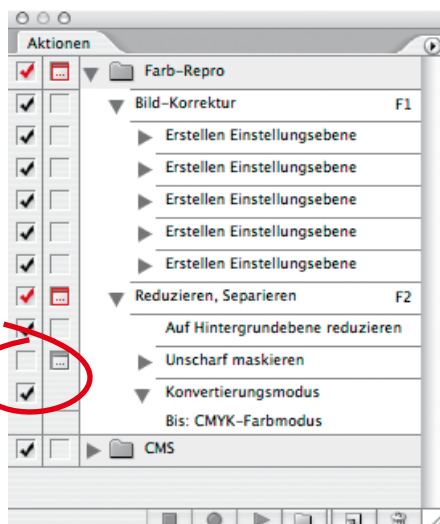 Aktionen
Farb-Repro
Bild-Korrektur F1
Erstellen Einstellungsebene
Erstellen Einstellungsebene
Erstellen Einstellungsebene
Erstellen Einstellungsebene
Erstellen Einstellungsebene
Reduzieren, Separieren F2
Auf Hintergrundebene reduzieren
Unscharf maskieren
Konvertierungsmodus
Bis: CMYK-Farbmodus
CMS